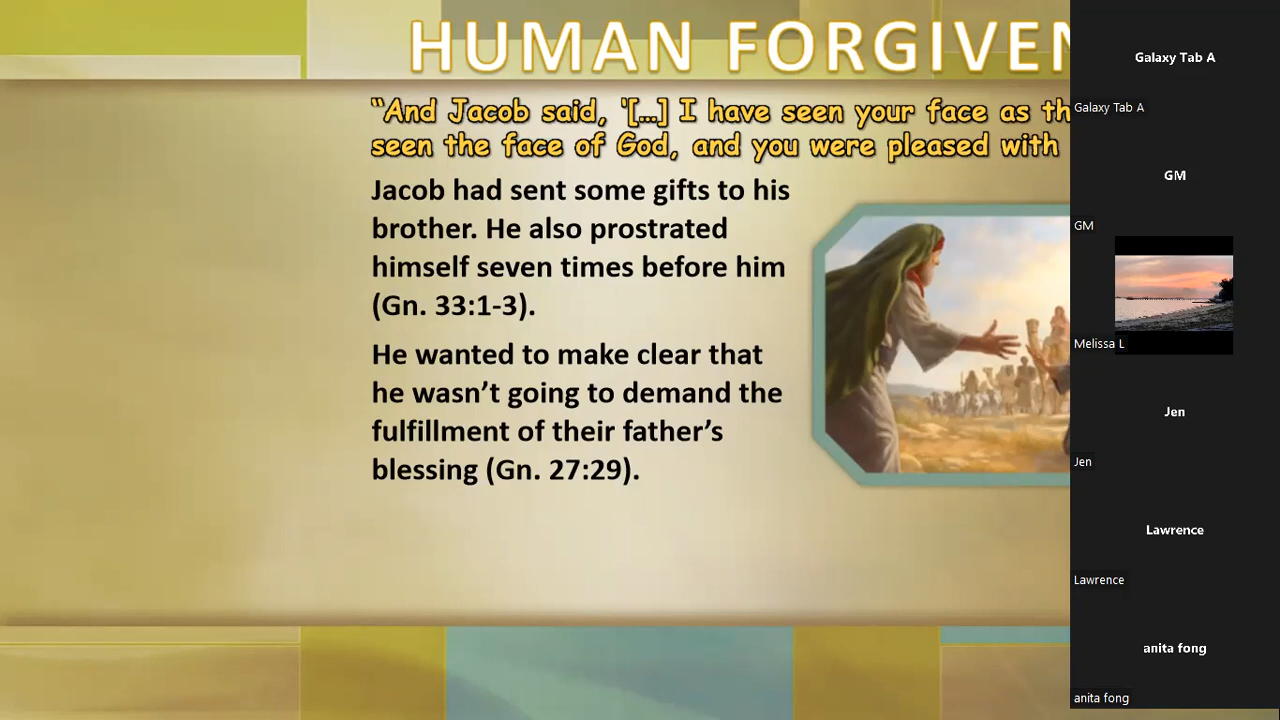 HUMAN FORGIVEN
“And Jacob said, ‘[…] I have seen your face as th
seen the face of God, and you were pleased with
Jacob had sent some gifts to his
brother. He also prostrated
himself seven times before him
(Gn. 33:1-3).
He wanted to make clear that
he wasn’t going to demand the
fulfillment of their father’s
blessing (Gn. 27:29).
Galaxy Tab A
Galaxy Tab A
GM
GM
Melissa L
Jen
Jen
Lawrence
Lawrence
anita fong
anita fong